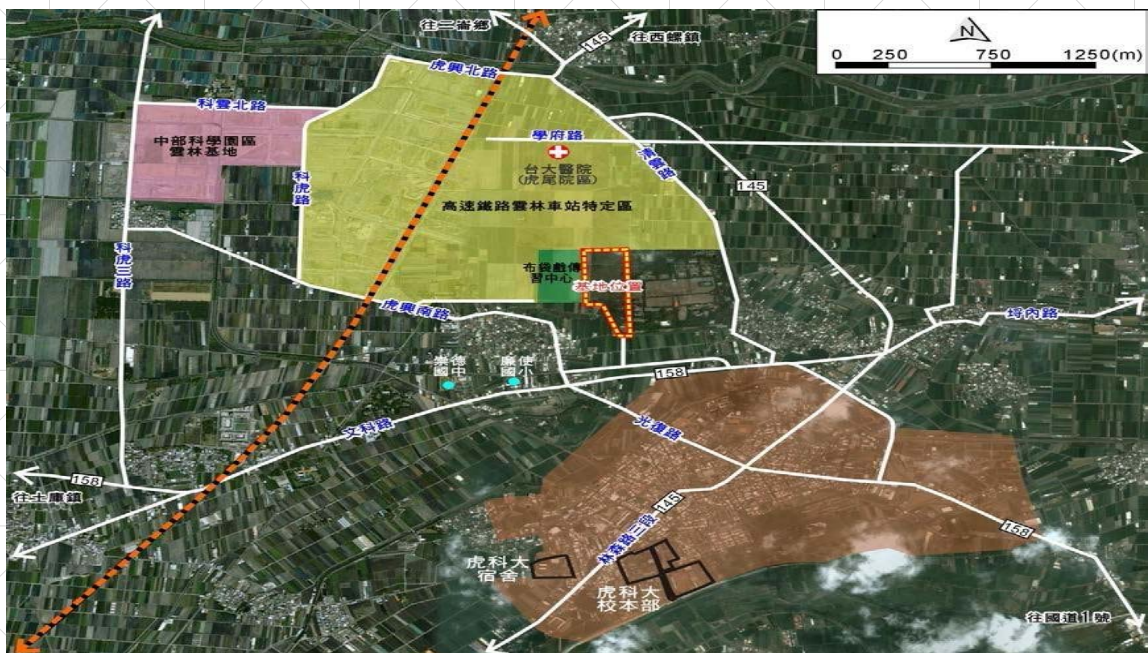 往二崙鄉
145
往西螺鎮
N
0 250 750 1250(m)
虎興北路
科雲北路
中部科學園區
雲林基地
學府路
台大醫院
(虎尾院區)
清雲路
145
科虎路
高速鐵路雲林車站特定區
科虎三路
布袋戲傳
習中心
基地位置
虎興南路
埒內路
崇德
國中
廉使
國小
158
文科路
光復路
158
往土庫鎮
145
林森路三段
158
虎科大
宿舍
虎科大
校本部
往國道1號